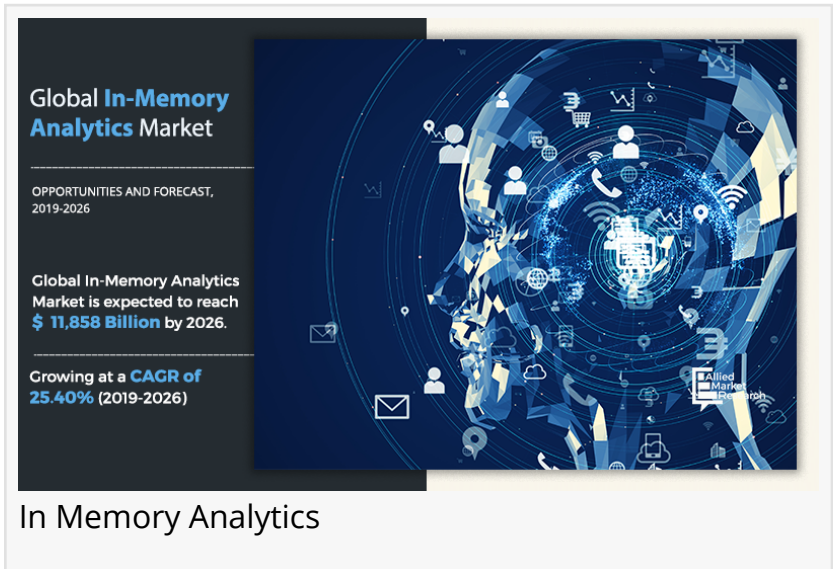 Global In-Memory
Analytics Market
OPPORTUNITIES AND FORECAST,
2019-2026
Global In-Memory Analytics
Market is expected to reach
$ 11,858 Billion by 2026.
Growing at a CAGR of
25.40% (2019-2026)
Allied
Market
Research
In Memory Analytics